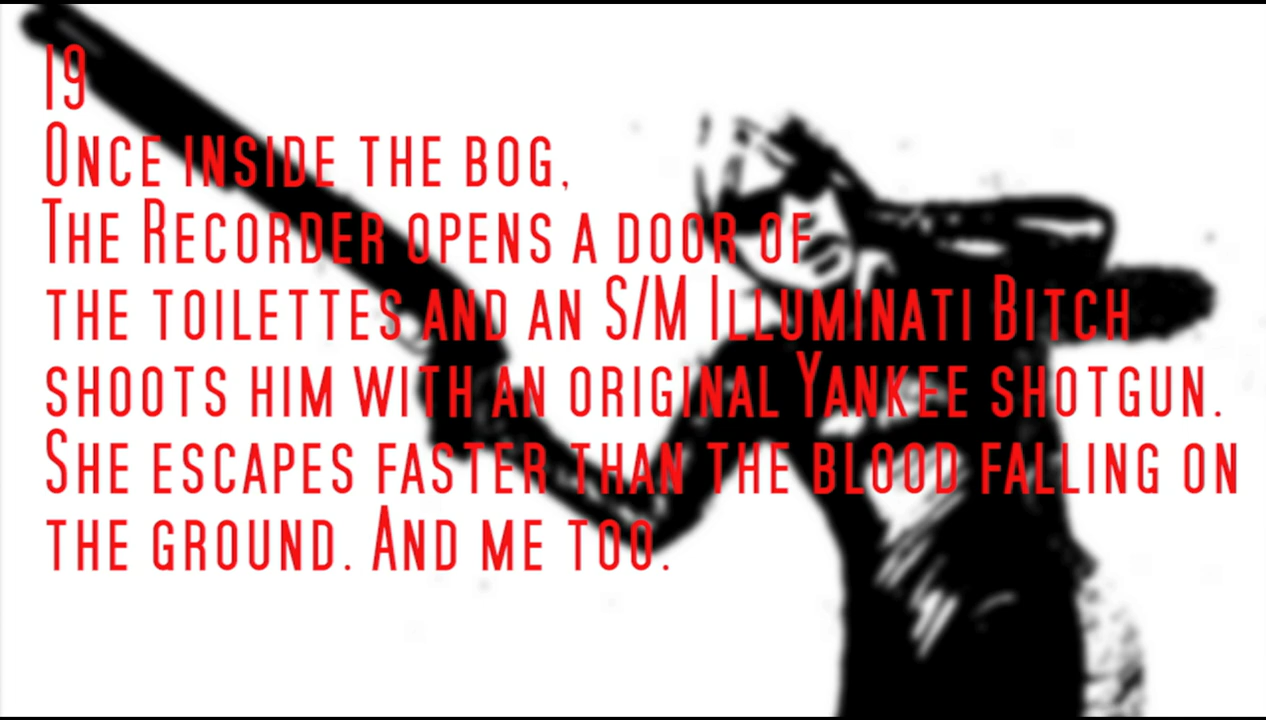 19
Once inside the bog,
The Recorder opens a door of
the toilettes and an S/M Illuminati Bitch
shoots him with an original Yankee shotgun.
She escapes faster than the blood falling on
the ground. And me too.